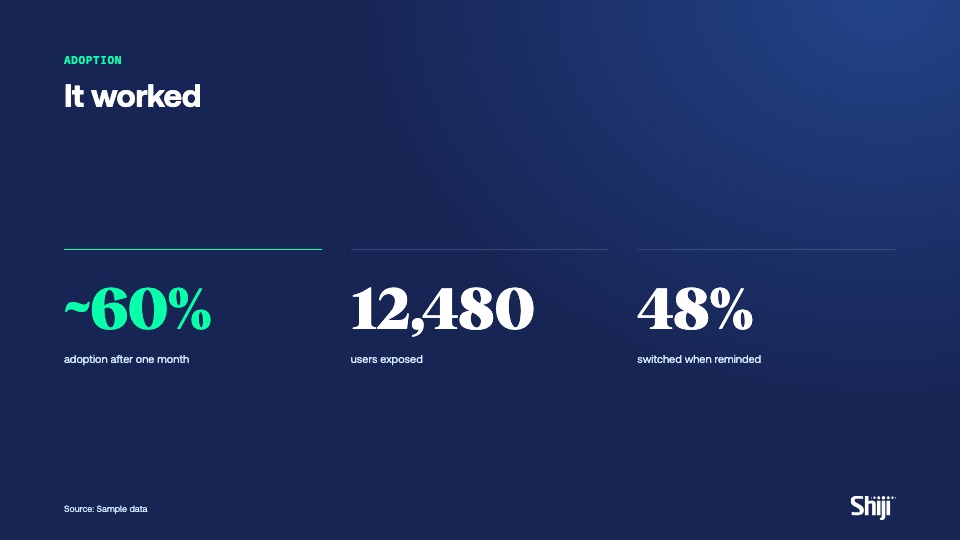 ADOPTION
It worked
~60%
adoption after one month
12,480
users exposed
48%
switched when reminded
Source: Sample data
Shiji